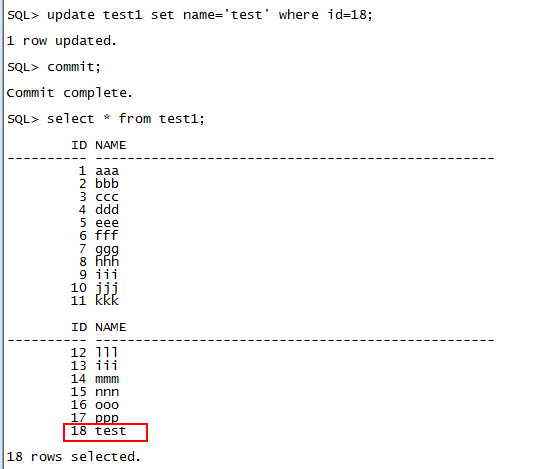 SQL> update test1 set name='test' where id=18;
1 row updated.
SQL> commit;
Commit complete.
SQL> select * from test1;
ID NAME
---------- --------------------------------------------------
1 aaa
2 bbb
3 ccc
4 ddd
5 eee
6 fff
7 ggg
8 hhh
9 iii
10 jjj
11 kkk
ID NAME
---------- --------------------------------------------------
12 lll
13 iii
14 mmm
15 nnn
16 ooo
17 ppp
18 test
18 rows selected.